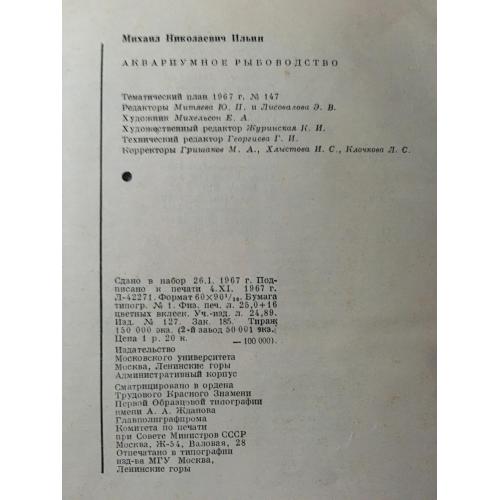 Михаил Николаевич Ильин
АКВАРИУМНОЕ РЫБОВОДСТВО
Тематический план 1967 г. № 147
Редакторы Митяева Ю. П. и Лисовалова Э. В.
Художник Михельсон Е. А.
Художественный редактор Журинская К. И.
Технический редактор Георгиева Г. И.
Корректоры Гришаков М. А., Хлыстова И. С., Клочкова Л. С.
Сдано в набор 26.I. 1967 г. Под-
писано к печати 4.XI. 1967 г.
Л-42271. Формат 60×90¹/₁₆. Бумага
типогр. № 1. Физ. печ. л. 25,0+16
цветных вклеек. Уч.-изд. л. 24,89.
Изд. № 127. Зак. 185. Тираж
150 000 экз. (2-й завод 50 001 экз.
Цена 1 р. 20 к. — 100 000).
Издательство
Московского университета
Москва, Ленинские горы
Административный корпус
Сматрицировано в ордена
Трудового Красного Знамени
Первой Образцовой типографии
имени А. А. Жданова
Главполиграфпрома
Комитета по печати
при Совете Министров СССР
Москва, Ж-54, Валовая, 28
Отпечатано в типографии
изд-ва МГУ Москва,
Ленинские горы